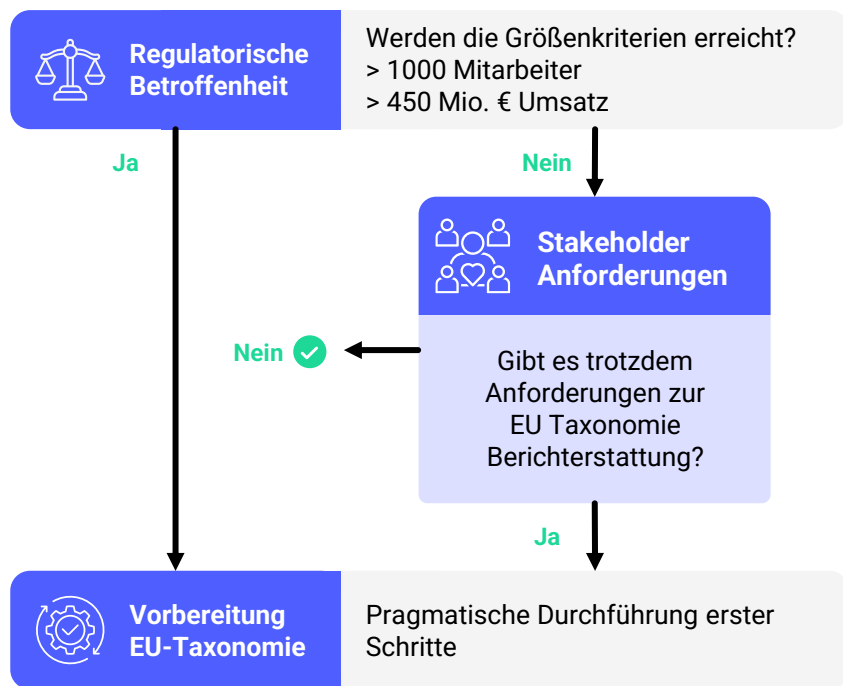 Regulatorische
Betroffenheit
Werden die Größenkriterien erreicht?
> 1000 Mitarbeiter
> 450 Mio. € Umsatz
Ja
Nein
Stakeholder
Anforderungen
Nein
Gibt es trotzdem
Anforderungen zur
EU Taxonomie
Berichterstattung?
Ja
Vorbereitung
EU-Taxonomie
Pragmatische Durchführung erster
Schritte